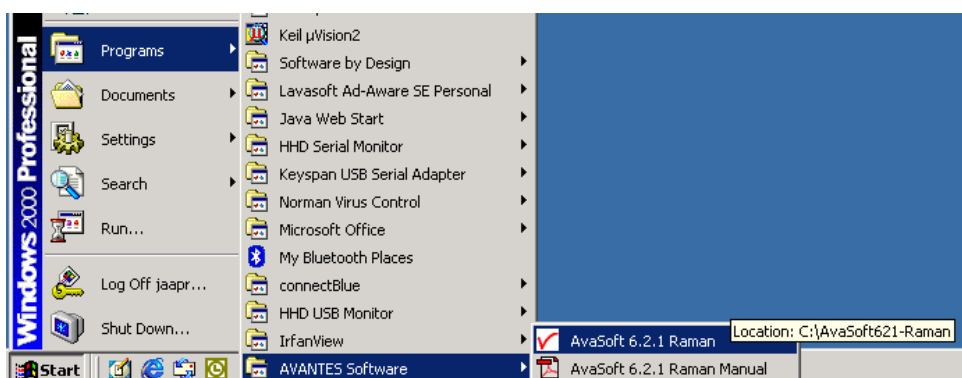 Windows 2000 Professional
Programs
Documents
Settings
Search
Run...
Log Off jaapr...
Shut Down...
Start
Keil µVision2
Software by Design
Lavasoft Ad-Aware SE Personal
Java Web Start
HHD Serial Monitor
Keyspan USB Serial Adapter
Norman Virus Control
Microsoft Office
My Bluetooth Places
connectBlue
HHD USB Monitor
IrfanView
AVANTES Software
AvaSoft 6.2.1 Raman
Location: C:\AvaSoft621-Raman
AvaSoft 6.2.1 Raman Manual